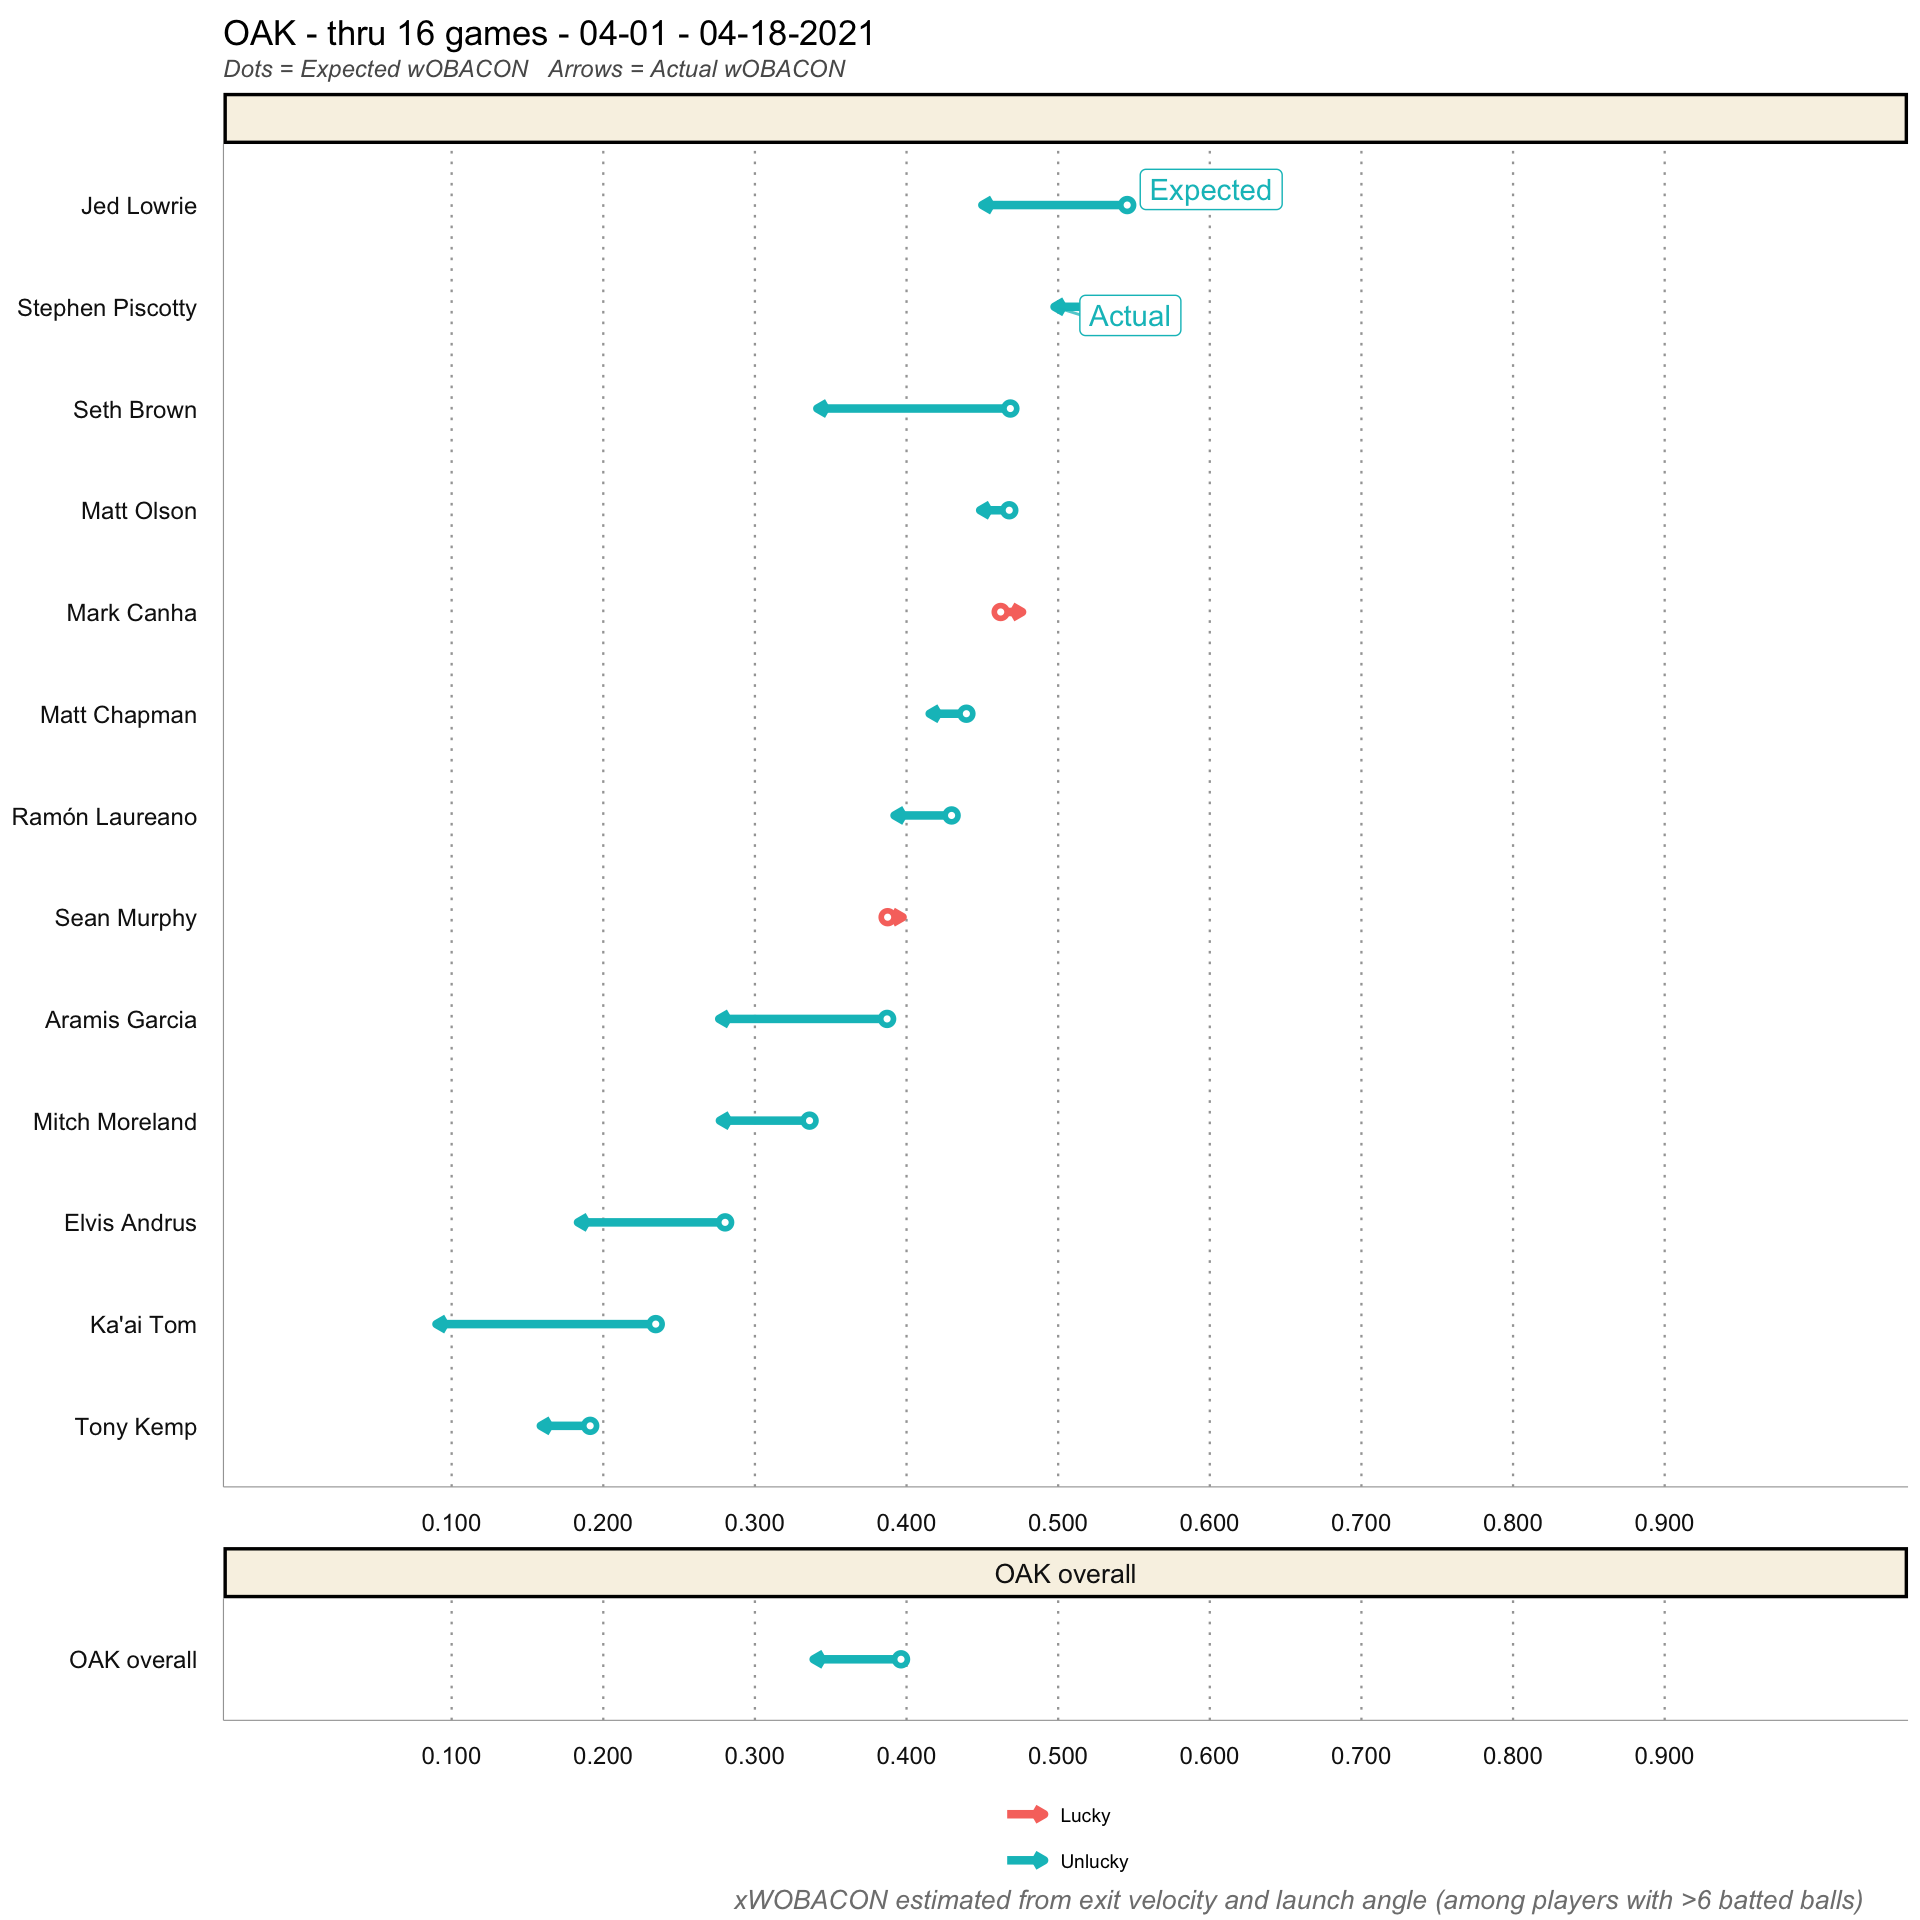 OAK - thru 16 games - 04-01 - 04-18-2021
Dots = Expected wOBACON   Arrows = Actual wOBACON
Jed Lowrie
Expected
Stephen Piscotty
Actual
Seth Brown
Matt Olson
Mark Canha
Matt Chapman
Ramón Laureano
Sean Murphy
Aramis Garcia
Mitch Moreland
Elvis Andrus
Ka'ai Tom
Tony Kemp
0.100 0.200 0.300 0.400 0.500 0.600 0.700 0.800 0.900
OAK overall
OAK overall
0.100 0.200 0.300 0.400 0.500 0.600 0.700 0.800 0.900
Lucky
Unlucky
xWOBACON estimated from exit velocity and launch angle (among players with >6 batted balls)